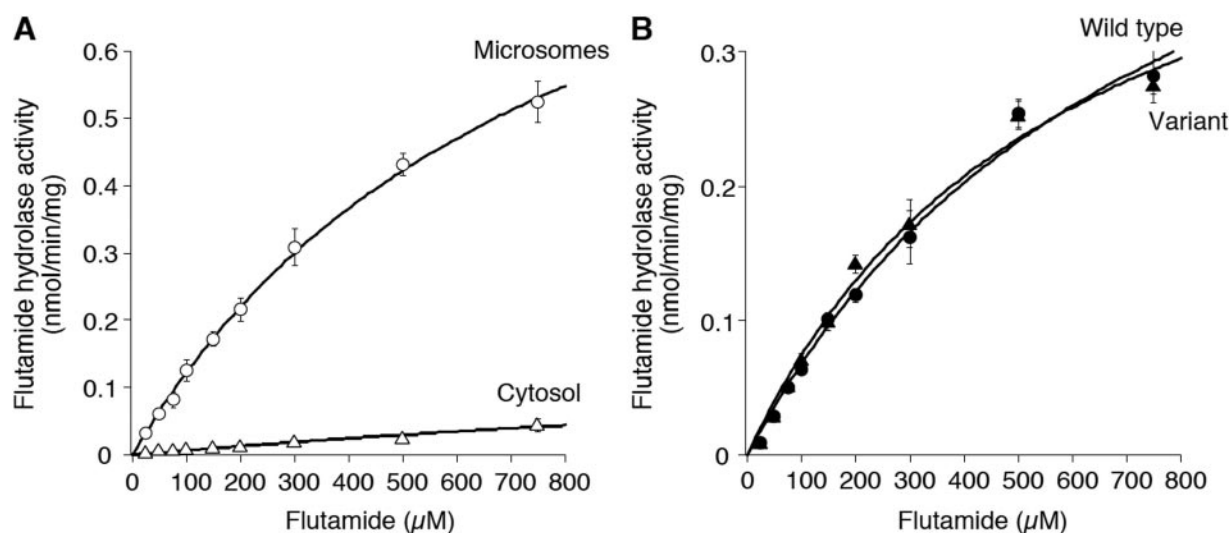 A
Flutamide hydrolase activity
(nmol/min/mg)
0.6
0.5
0.4
0.3
0.2
0.1
0
Microsomes
Cytosol
0 100 200 300 400 500 600 700 800
Flutamide (µM)
B
Flutamide hydrolase activity
(nmol/min/mg)
0.3
0.2
0.1
0
Wild type
Variant
0 100 200 300 400 500 600 700 800
Flutamide (µM)